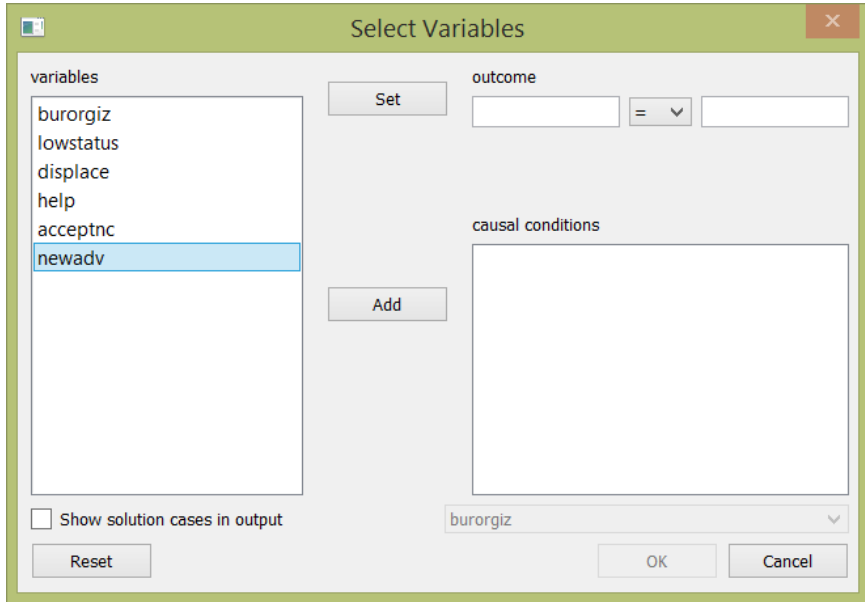 Select Variables
variables
burorgiz
lowstatus
displace
help
acceptnc
newadv
Set
outcome
=
Add
causal conditions
Show solution cases in output
burorgiz
Reset
OK
Cancel